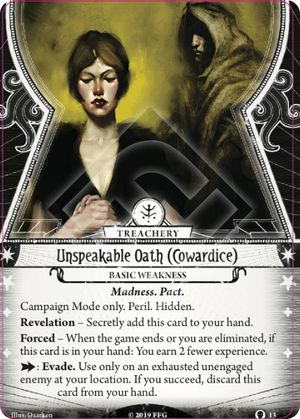 TREACHERY
Unspeakable Oath (Cowardice)
BASIC WEAKNESS
Madness. Pact.
Campaign Mode only. Peril. Hidden.
Revelation – Secretly add this card to your hand.
Forced – When the game ends or you are eliminated, if
this card is in your hand: You earn 2 fewer experience.
: Evade. Use only on an exhausted unengaged
enemy at your location. If you succeed, discard this
card from your hand.
Illus. Daarken
© 2019 FFG
13